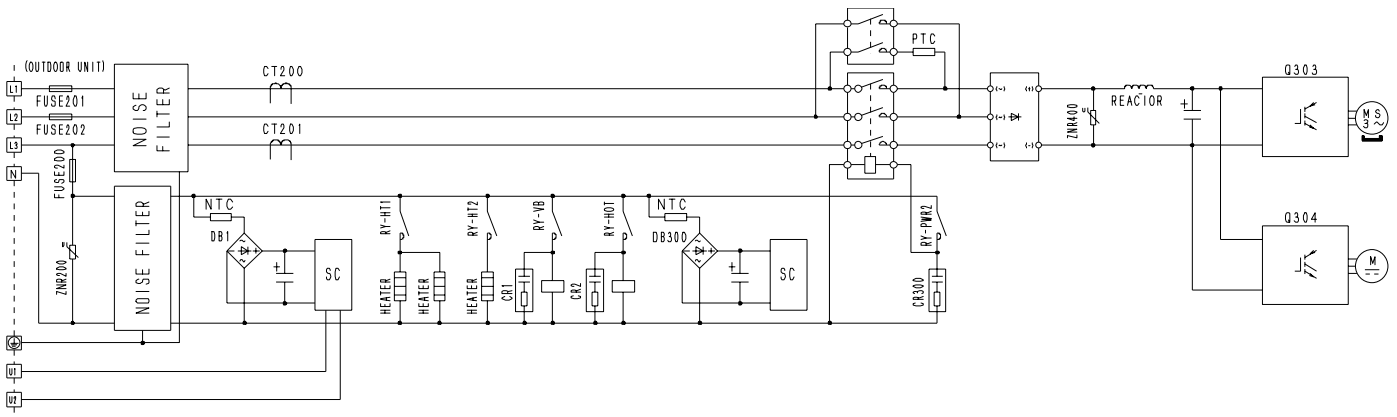 (OUTDOOR UNIT)
L1
FUSE201
L2
FUSE202
L3
FUSE200
N
NOISE
FILTER
CT200
CT201
PTC
(~)
(+)
(~)
(~)
(-)
ZNR400
REACIOR
+
Q303
M S
3 ~
Q304
M
ZNR200
NOISE FILTER
NTC
DB1
~
- +
~
+
SC
RY-HT1
HEATER
HEATER
RY-HT2
HEATER
RY-VB
CR1
RY-HOT
CR2
NTC
DB300
~
- +
~
+
SC
RY-PWR2
CR300
U1
U2